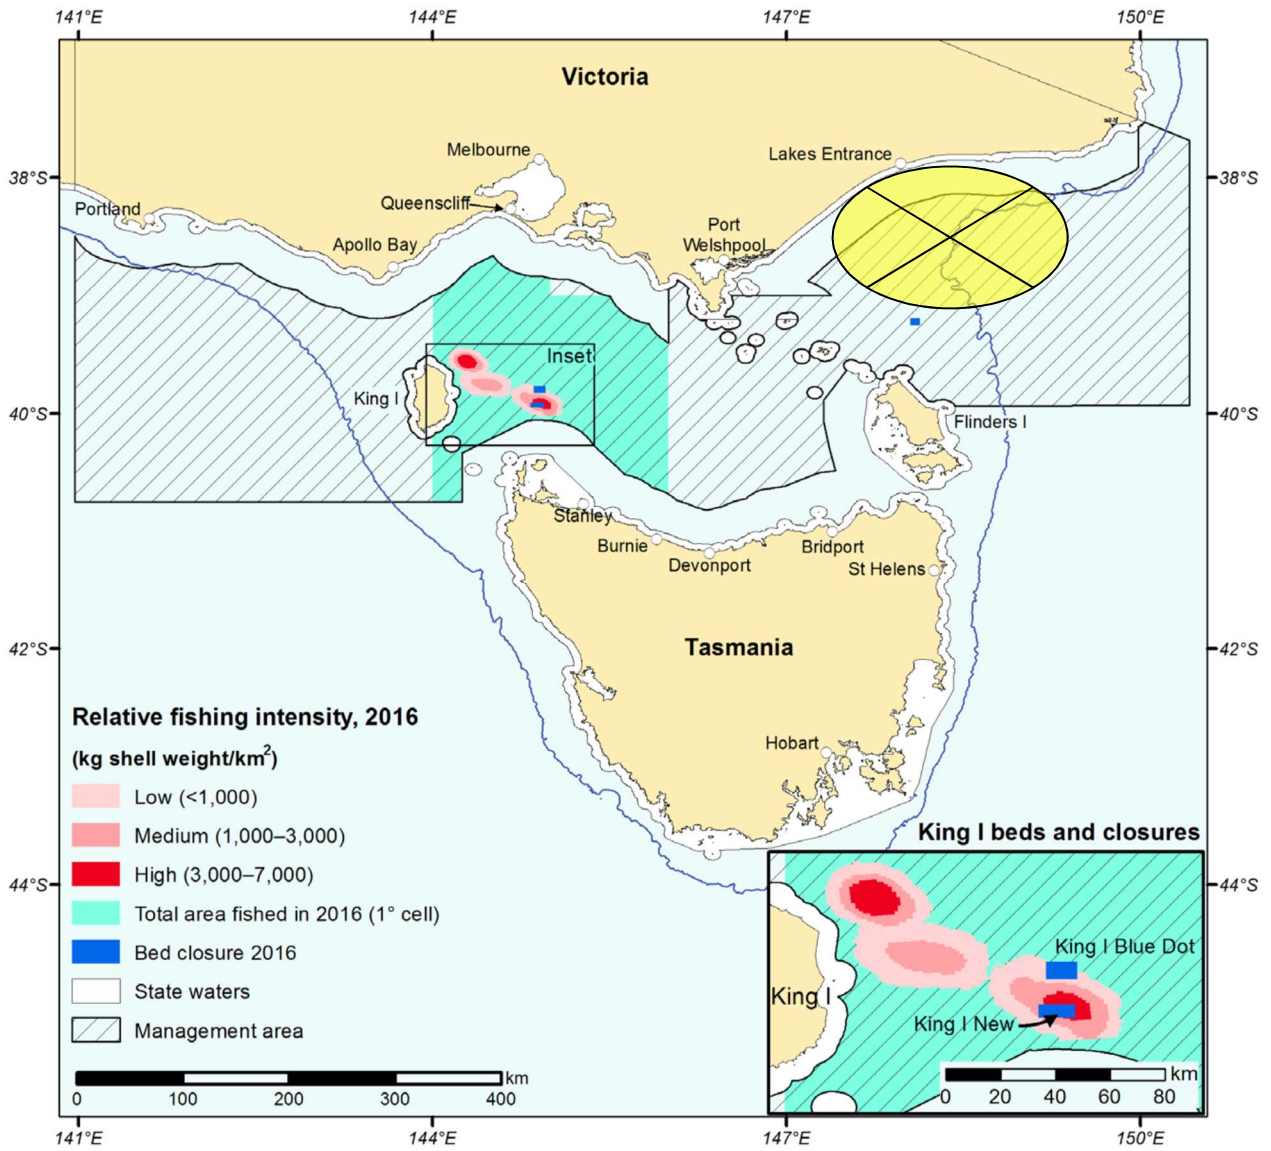 141°E 144°E 147°E 150°E
Victoria
Melbourne
Lakes Entrance
38°S 38°S
Queenscliff
Portland
Port
Welshpool
Apollo Bay
Inset
King I
40°S 40°S
Flinders I
Stanley
Burnie
Bridport
Devonport
St Helens
42°S 42°S
Tasmania
Relative fishing intensity, 2016
(kg shell weight/km²)
Hobart
Low (<1,000)
Medium (1,000–3,000)
High (3,000–7,000)
Total area fished in 2016 (1° cell)
Bed closure 2016
State waters
Management area
km
0 100 200 300 400
King I beds and closures
44°S 44°S
King I Blue Dot
King I
King I New
km
0 20 40 60 80
141°E 144°E 147°E 150°E